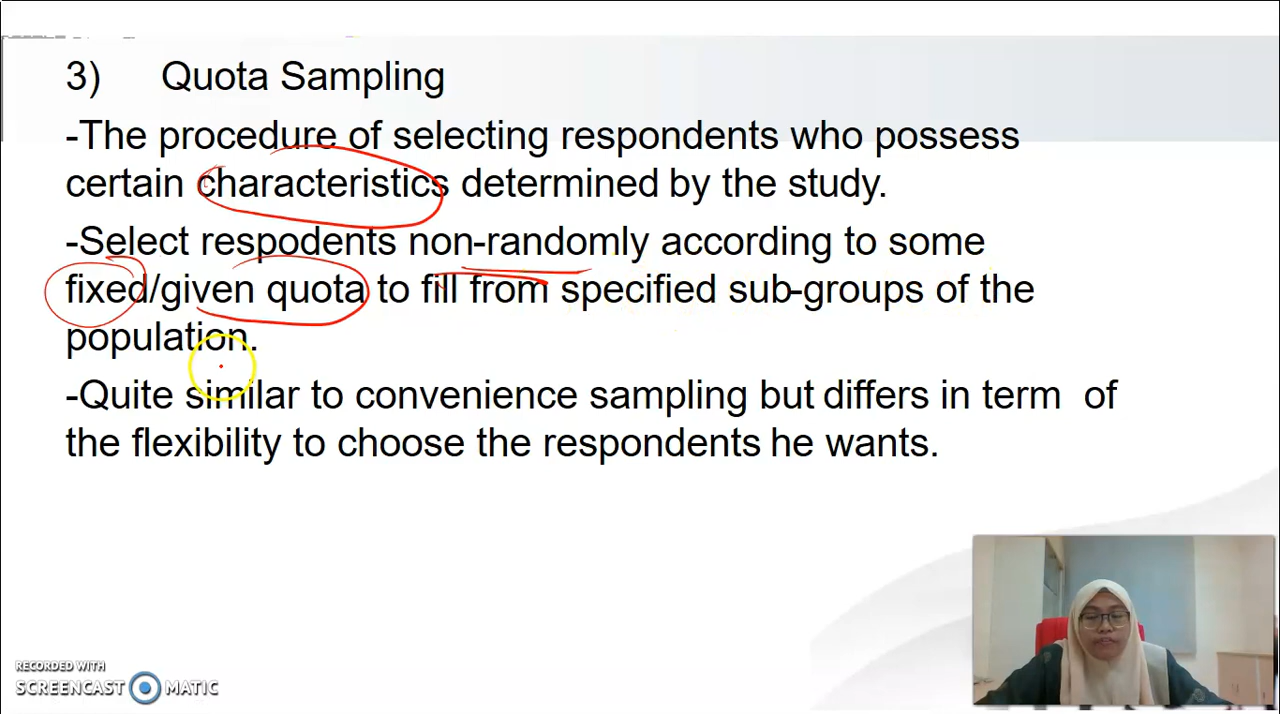 3) Quota Sampling
-The procedure of selecting respondents who possess
certain characteristics determined by the study.
-Select respodents non-randomly according to some
fixed/given quota to fill from specified sub-groups of the
population.
-Quite similar to convenience sampling but differs in term of
the flexibility to choose the respondents he wants.
RECORDED WITH
SCREENCAST MATIC